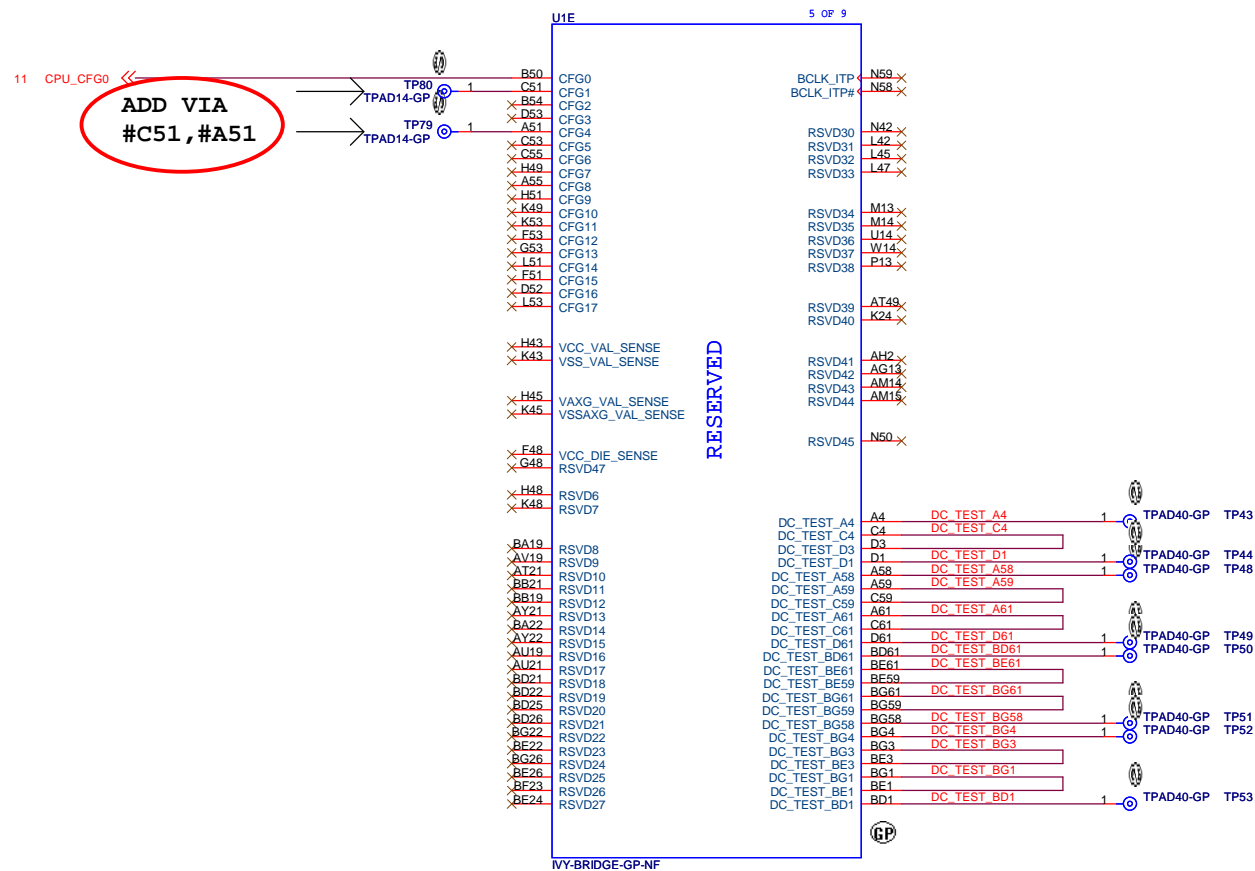 U1E
5 OF 9
11 CPU_CFG0
ADD VIA
#C51,#A51
TP80
TPAD14-GP
1
TP79
TPAD14-GP
1
B50 CFG0
C51 CFG1
B54 CFG2
D53 CFG3
A51 CFG4
C53 CFG5
C55 CFG6
H49 CFG7
A55 CFG8
H51 CFG9
K49 CFG10
K53 CFG11
F53 CFG12
G53 CFG13
L51 CFG14
F51 CFG15
D52 CFG16
L53 CFG17
H43 VCC_VAL_SENSE
K43 VSS_VAL_SENSE
H45 VAXG_VAL_SENSE
K45 VSSAXG_VAL_SENSE
F48 VCC_DIE_SENSE
G48 RSVD47
H48 RSVD6
K48 RSVD7
BA19 RSVD8
AV19 RSVD9
AT21 RSVD10
BB21 RSVD11
BB19 RSVD12
AY21 RSVD13
BA22 RSVD14
AY22 RSVD15
AU19 RSVD16
AU21 RSVD17
BD21 RSVD18
BD22 RSVD19
BD25 RSVD20
BD26 RSVD21
BG22 RSVD22
BE22 RSVD23
BG26 RSVD24
BE26 RSVD25
BF23 RSVD26
BE24 RSVD27
RESERVED
BCLK_ITP N59
BCLK_ITP# N58
RSVD30 N42
RSVD31 L42
RSVD32 L45
RSVD33 L47
RSVD34 M13
RSVD35 M14
RSVD36 U14
RSVD37 W14
RSVD38 P13
RSVD39 AT49
RSVD40 K24
RSVD41 AH2
RSVD42 AG13
RSVD43 AM14
RSVD44 AM15
RSVD45 N50
DC_TEST_A4 A4 DC_TEST_A4 1 TPAD40-GP TP43
DC_TEST_C4 C4 DC_TEST_C4
DC_TEST_D3 D3
DC_TEST_D1 D1 DC_TEST_D1 1 TPAD40-GP TP44
DC_TEST_A58 A58 DC_TEST_A58 1 TPAD40-GP TP48
DC_TEST_A59 A59 DC_TEST_A59
DC_TEST_C59 C59
DC_TEST_A61 A61 DC_TEST_A61
DC_TEST_C61 C61
DC_TEST_D61 D61 DC_TEST_D61 1 TPAD40-GP TP49
DC_TEST_BD61 BD61 DC_TEST_BD61 1 TPAD40-GP TP50
DC_TEST_BE61 BE61 DC_TEST_BE61
DC_TEST_BE59 BE59
DC_TEST_BG61 BG61 DC_TEST_BG61
DC_TEST_BG59 BG59
DC_TEST_BG58 BG58 DC_TEST_BG58 1 TPAD40-GP TP51
DC_TEST_BG4 BG4 DC_TEST_BG4 1 TPAD40-GP TP52
DC_TEST_BG3 BG3 DC_TEST_BG3
DC_TEST_BE3 BE3
DC_TEST_BG1 BG1 DC_TEST_BG1
DC_TEST_BE1 BE1
DC_TEST_BD1 BD1 DC_TEST_BD1 1 TPAD40-GP TP53
GP
IVY-BRIDGE-GP-NF